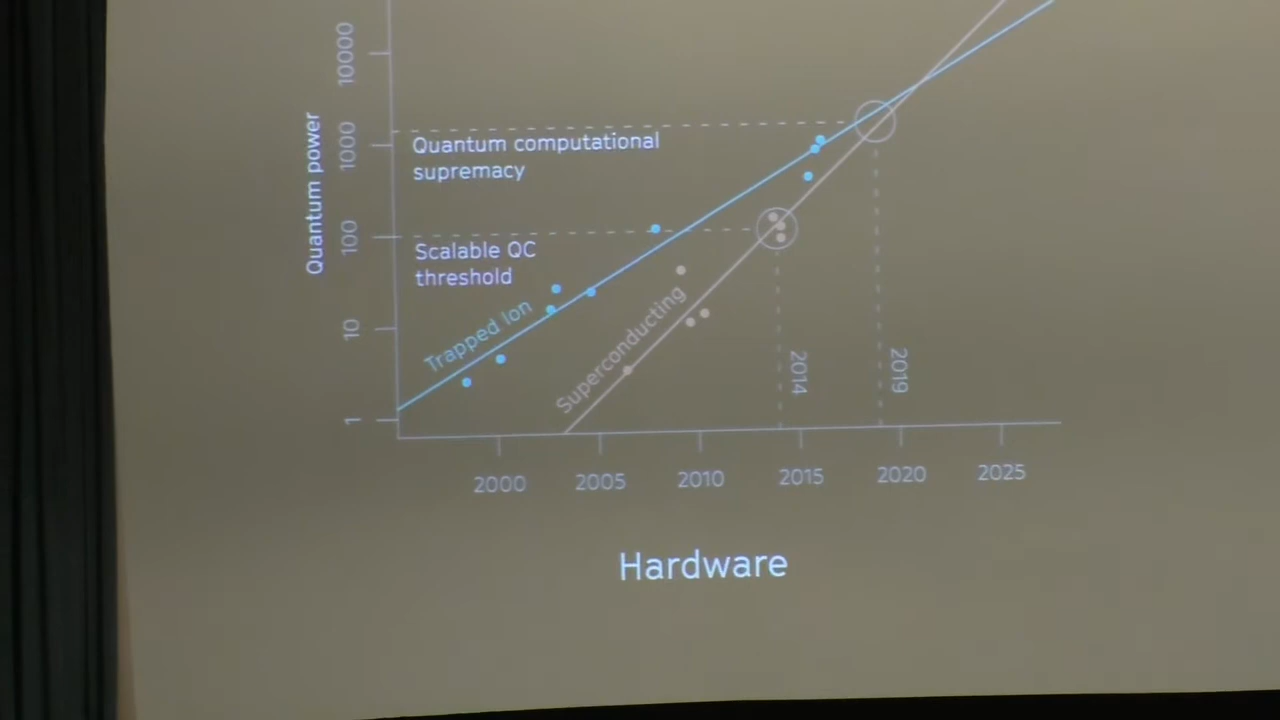 10000
1000
100
10
1
Quantum power
Quantum computational
supremacy
Scalable QC
threshold
Trapped Ion
Superconducting
2014
2019
2000
2005
2010
2015
2020
2025
Hardware